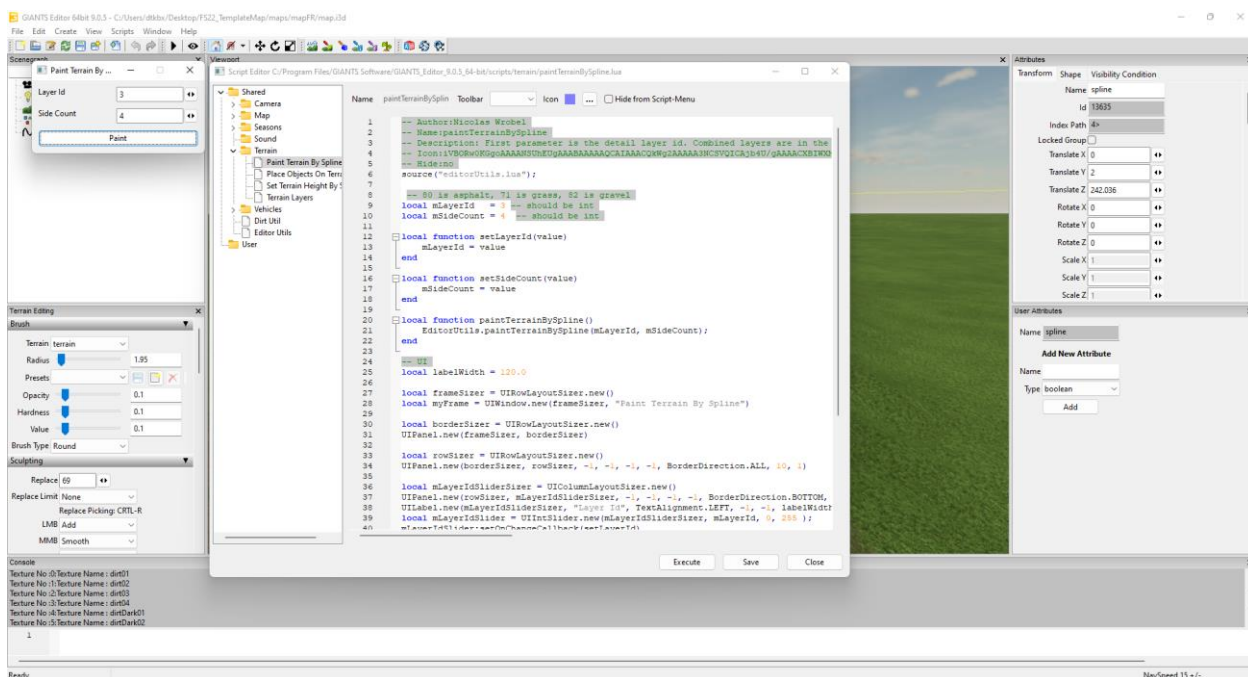 GIANTS Editor 64bit 9.0.5 - C:/Users/dtkbx/Desktop/FS22_TemplateMap/maps/mapFR/map.i3d
File Edit Create View Scripts Window Help
Scenegraph
Paint Terrain By ...
Layer Id 3
Side Count 4
Paint
Viewport
Script Editor C:/Program Files/GIANTS Software/GIANTS_Editor_9.0.5_64-bit/scripts/terrain/paintTerrainBySpline.lua
Shared
Camera
Map
Seasons
Sound
Terrain
Paint Terrain By Spline
Place Objects On Terra
Set Terrain Height By S
Terrain Layers
Vehicles
Dirt Util
Editor Utils
User
Name paintTerrainBySplin Toolbar Icon ... Hide from Script-Menu
1 -- Author:Nicolas Wrobel
2 -- Name:paintTerrainBySpline
3 -- Description: First parameter is the detail layer id. Combined layers are in the
4 -- Hide:no
5
6 source("editorUtils.lua");
7
8 -- 80 is asphalt, 71 is grass, 82 is gravel
9 local mLayerId = 3 -- should be int
10 local mSideCount = 4 -- should be int
11
12 local function setLayerId(value)
13 mLayerId = value
14 end
15
16 local function setSideCount(value)
17 mSideCount = value
18 end
19
20 local function paintTerrainBySpline()
21 EditorUtils.paintTerrainBySpline(mLayerId, mSideCount);
22 end
23
24 -- UI
25 local labelWidth = 120.0
26
27 local frameSizer = UIRowLayoutSizer.new()
28 local myFrame = UIWindow.new(frameSizer, "Paint Terrain By Spline")
29
30 local borderSizer = UIRowLayoutSizer.new()
31 UIPanel.new(frameSizer, borderSizer)
32
33 local rowSizer = UIRowLayoutSizer.new()
34 UIPanel.new(borderSizer, rowSizer, -1, -1, -1, -1, BorderDirection.ALL, 10, 1)
35
36 local mLayerIdSliderSizer = UIColumnLayoutSizer.new()
37 UIPanel.new(rowSizer, mLayerIdSliderSizer, -1, -1, -1, -1, BorderDirection.BOTTOM,
38 UILabel.new(mLayerIdSliderSizer, "Layer Id", TextAlignment.LEFT, -1, -1, labelWidth
39 local mLayerIdSlider = UIIntSlider.new(mLayerIdSliderSizer, mLayerId, 0, 255 );
40 mLayerIdSlider:setOnChangeCallback(setLayerId)
Execute Save Close
Attributes
Transform Shape Visibility Condition
Name spline
Id 13635
Index Path 4>
Locked Group
Translate X 0
Translate Y 2
Translate Z 242.036
Rotate X 0
Rotate Y 0
Rotate Z 0
Scale X 1
Scale Y 1
Scale Z 1
User Attributes
Name spline
Add New Attribute
Name
Type boolean
Add
Terrain Editing
Brush
Terrain terrain
Radius 1.95
Presets
Opacity 0.1
Hardness 0.1
Value 0.1
Brush Type Round
Sculpting
Replace 69
Replace Limit None
Replace Picking: CRTL-R
LMB Add
MMB Smooth
Console
Texture No :0:Texture Name : dirt01
Texture No :1:Texture Name : dirt02
Texture No :2:Texture Name : dirt03
Texture No :3:Texture Name : dirt04
Texture No :4:Texture Name : dirtDark01
Texture No :5:Texture Name : dirtDark02
1
Ready
NavSpeed 15 +/-